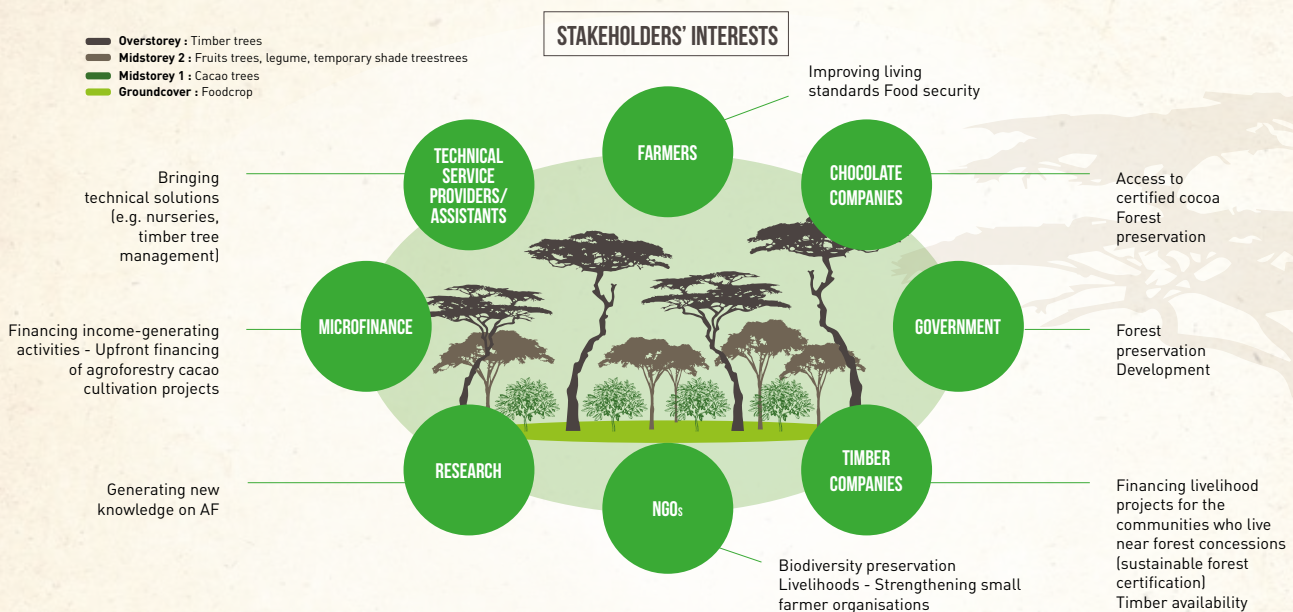 STAKEHOLDERS' INTERESTS
Overstorey : Timber trees
Midstorey 2 : Fruits trees, legume, temporary shade treestrees
Midstorey 1 : Cacao trees
Groundcover : Foodcrop
FARMERS
Improving living
standards Food security
TECHNICAL
SERVICE
PROVIDERS/
ASSISTANTS
Bringing
technical solutions
(e.g. nurseries,
timber tree
management)
CHOCOLATE
COMPANIES
Access to
certified cocoa
Forest
preservation
MICROFINANCE
Financing income-generating
activities - Upfront financing
of agroforestry cacao
cultivation projects
GOVERNMENT
Forest
preservation
Development
RESEARCH
Generating new
knowledge on AF
NGOs
Biodiversity preservation
Livelihoods - Strengthening small
farmer organisations
TIMBER
COMPANIES
Financing livelihood
projects for the
communities who live
near forest concessions
(sustainable forest
certification)
Timber availability